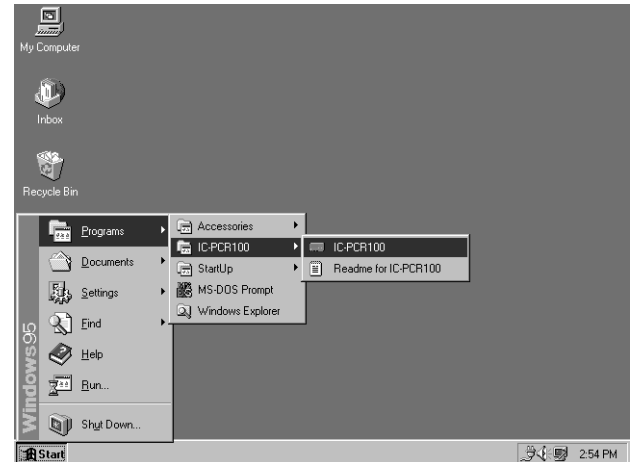 My Computer
Inbox
Recycle Bin
Windows95
Programs
Documents
Settings
Find
Help
Run...
Shut Down...
Accessories
IC-PCR100
StartUp
MS-DOS Prompt
Windows Explorer
IC-PCR100
Readme for IC-PCR100
Start
2:54 PM